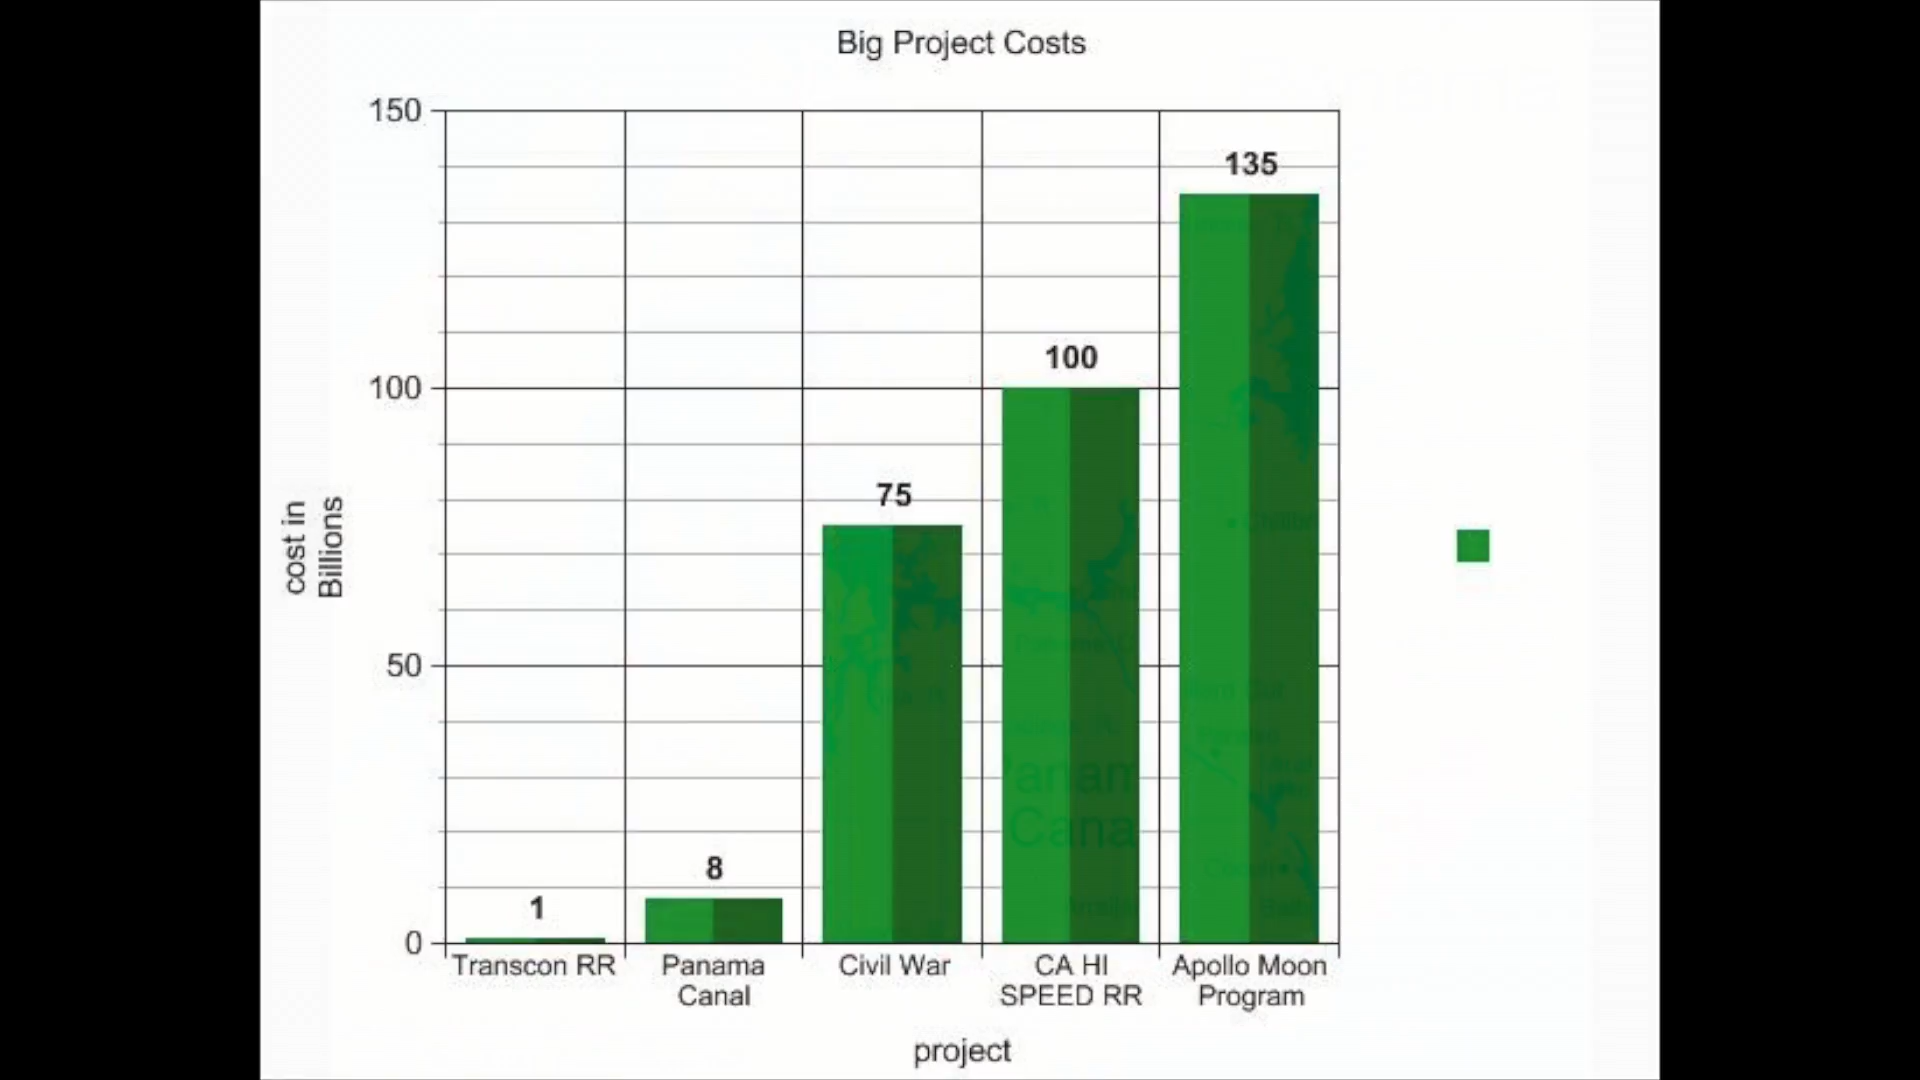 Big Project Costs
150
135
100
100
75
cost in
Billions
50
8
1
0
Transcon RR
Panama
Canal
Civil War
CA HI
SPEED RR
Apollo Moon
Program
project